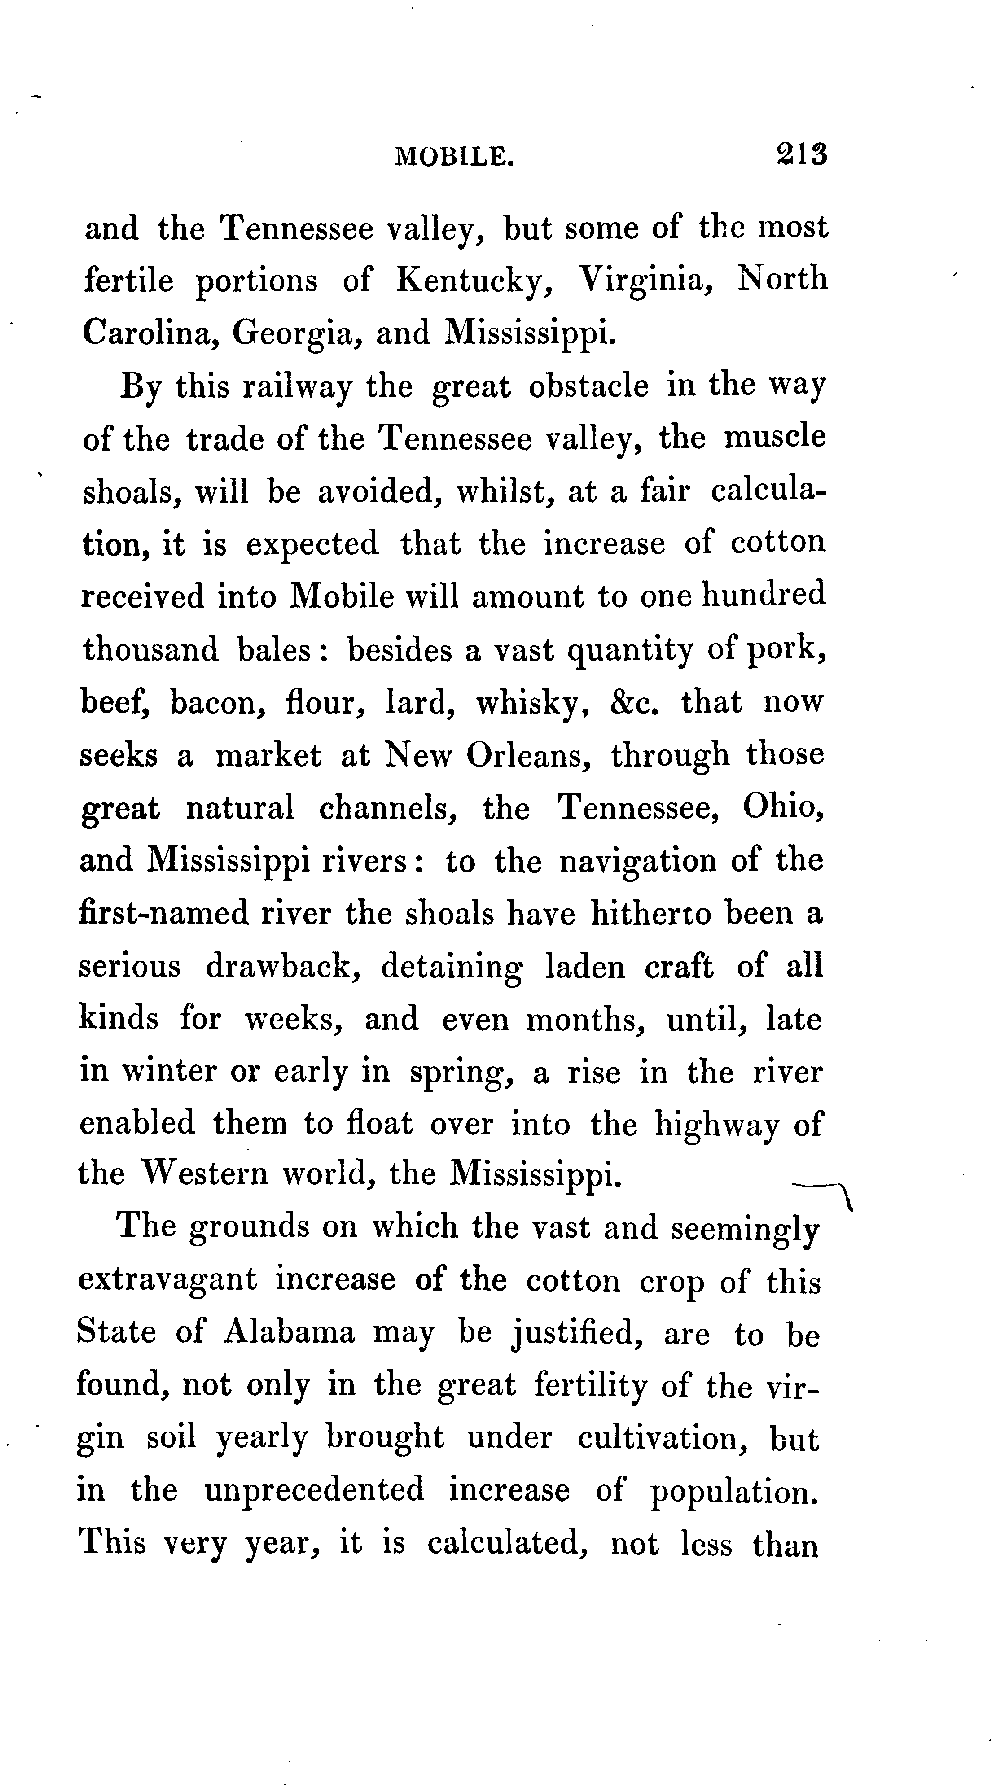 MOBILE. 213
and the Tennessee valley, but some of the most
fertile portions of Kentucky, Virginia, North
Carolina, Georgia, and Mississippi.
By this railway the great obstacle in the way
of the trade of the Tennessee valley, the muscle
shoals, will be avoided, whilst, at a fair calcula-
tion, it is expected that the increase of cotton
received into Mobile will amount to one hundred
thousand bales : besides a vast quantity of pork,
beef, bacon, flour, lard, whisky, &c. that now
seeks a market at New Orleans, through those
great natural channels, the Tennessee, Ohio,
and Mississippi rivers : to the navigation of the
first-named river the shoals have hitherto been a
serious drawback, detaining laden craft of all
kinds for weeks, and even months, until, late
in winter or early in spring, a rise in the river
enabled them to float over into the highway of
the Western world, the Mississippi.
The grounds on which the vast and seemingly
extravagant increase of the cotton crop of this
State of Alabama may be justified, are to be
found, not only in the great fertility of the vir-
gin soil yearly brought under cultivation, but
in the unprecedented increase of population.
This very year, it is calculated, not less than